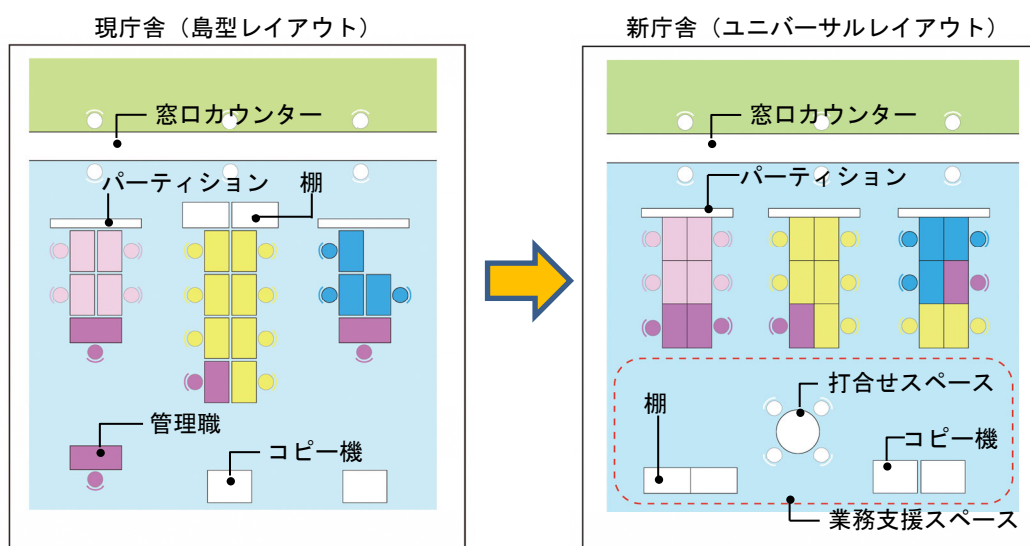 現庁舎（島型レイアウト）
窓口カウンター
パーティション
棚
管理職
コピー機
新庁舎（ユニバーサルレイアウト）
窓口カウンター
パーティション
打合せスペース
棚
コピー機
業務支援スペース